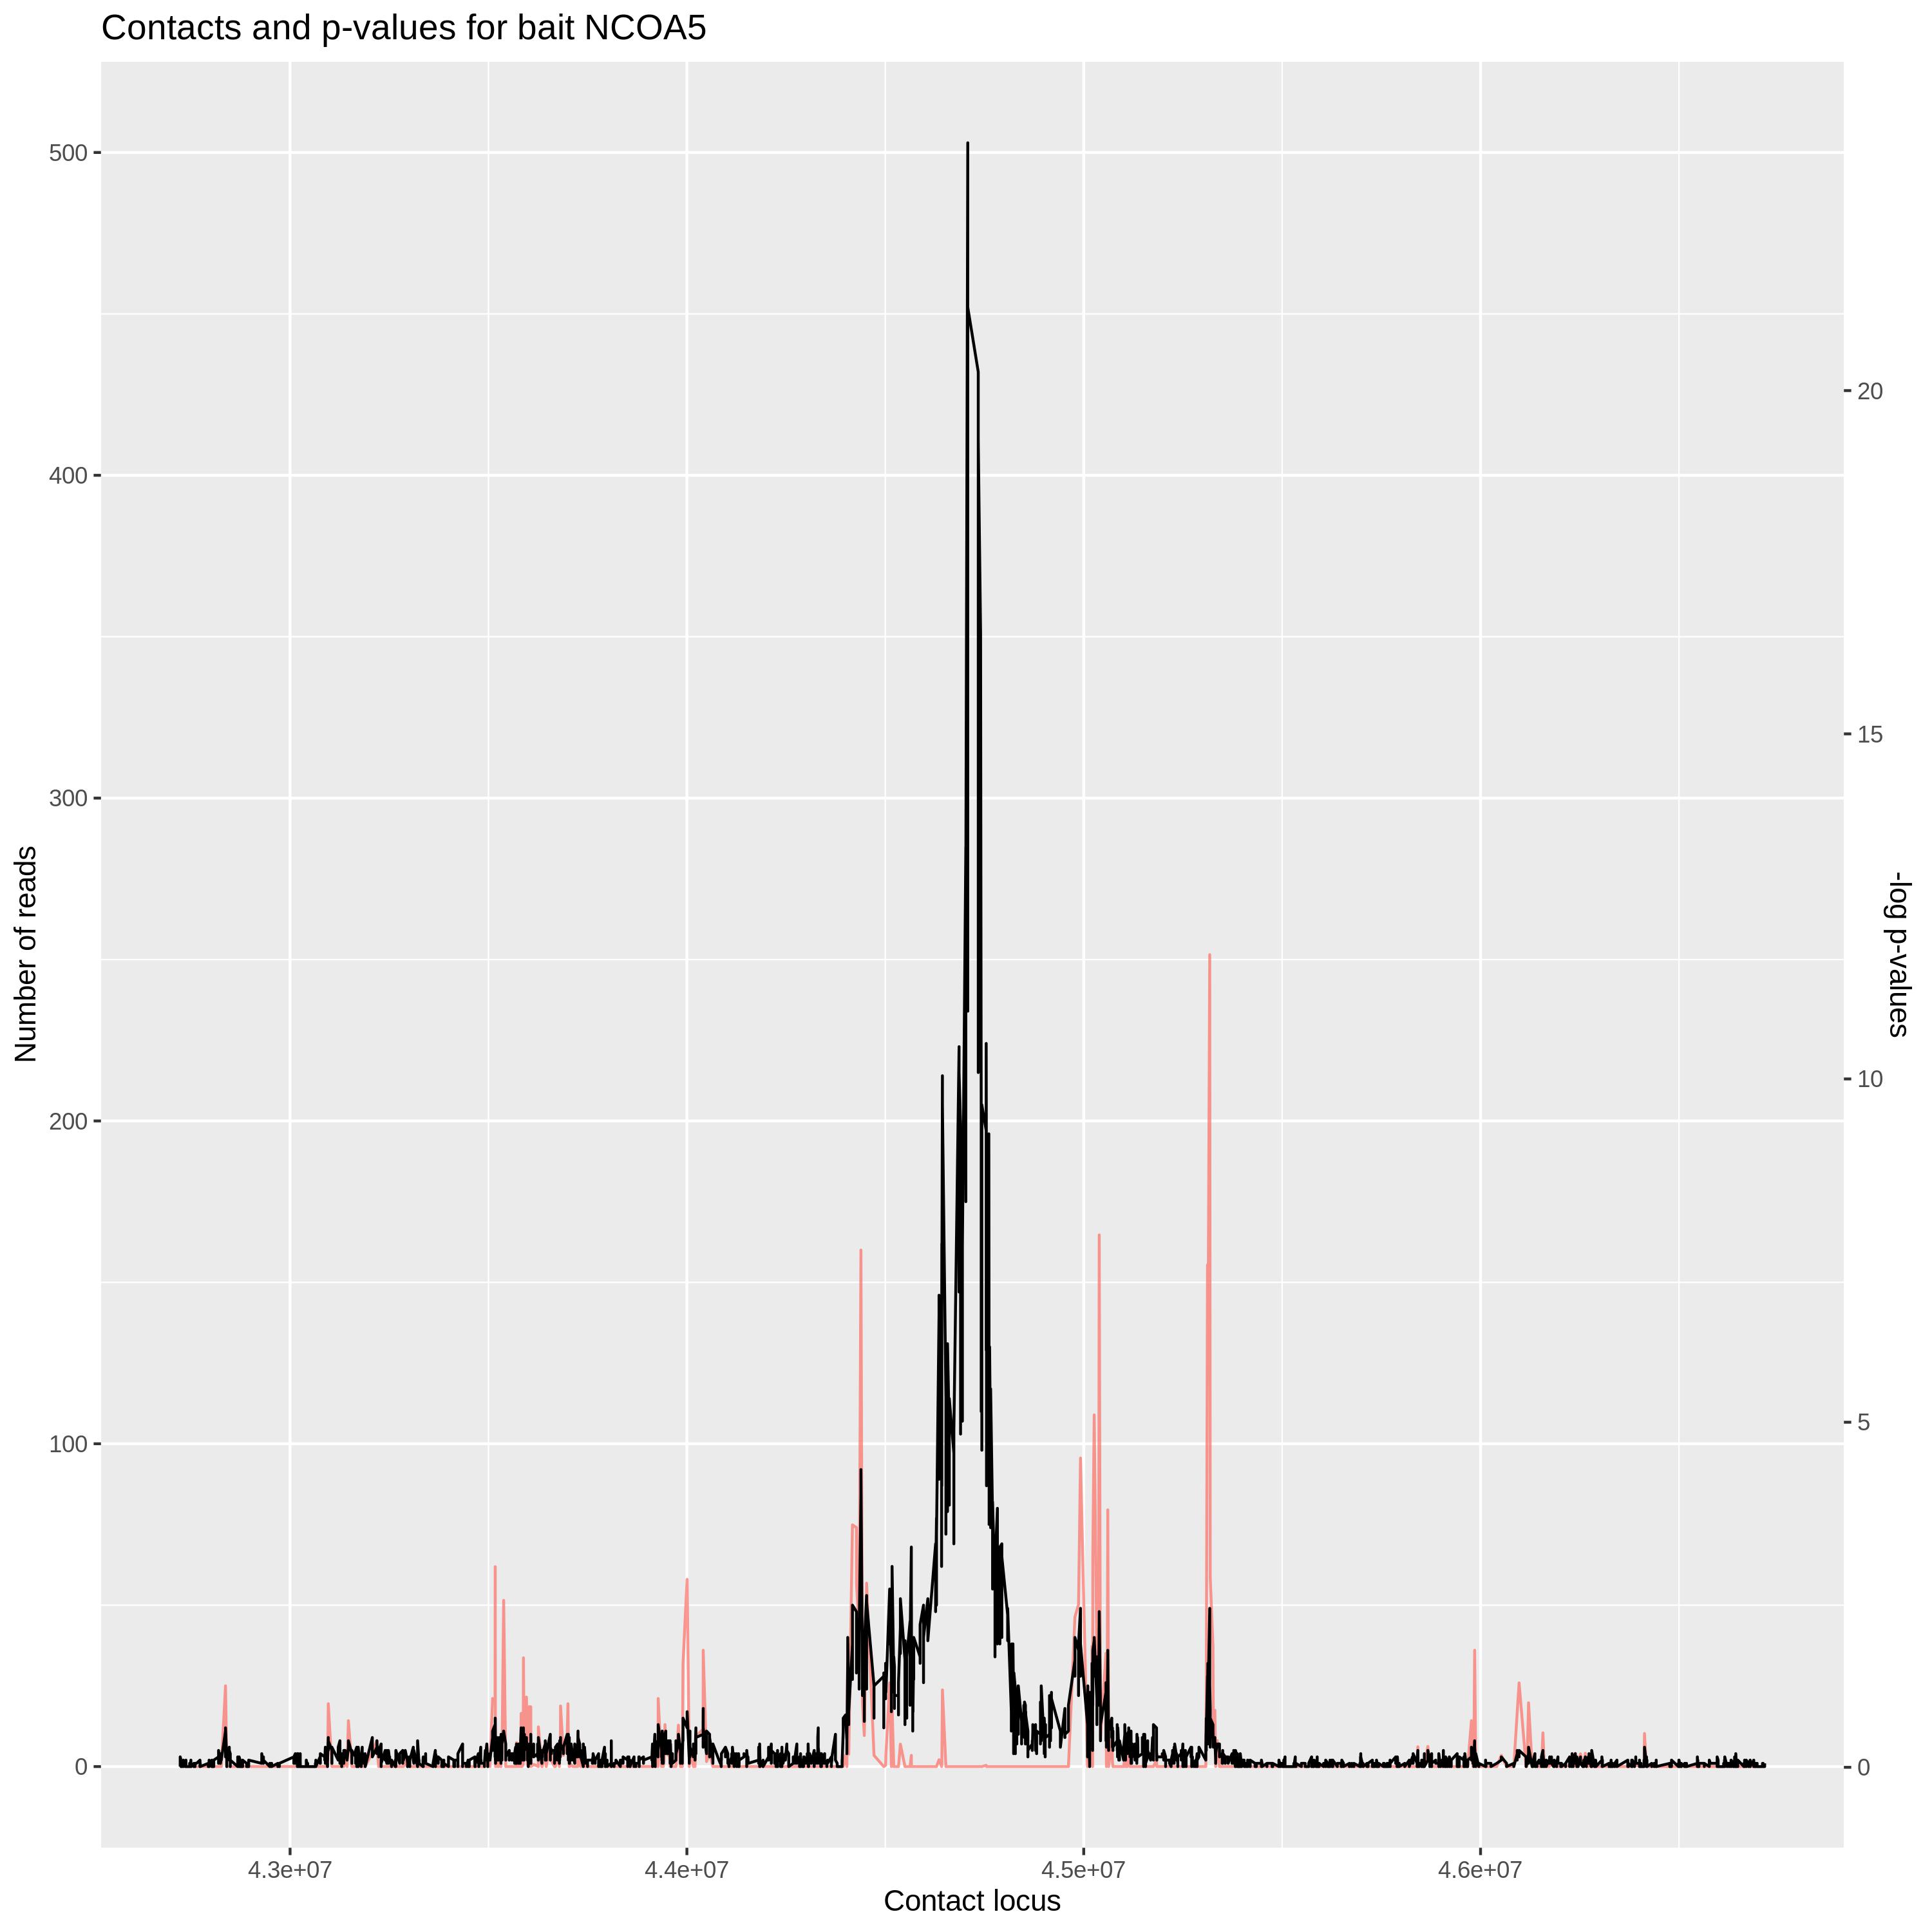 Contacts and p-values for bait NCOA5
500
400
300
200
100
0
Number of reads
20
15
10
5
0
-log p-values
4.3e+07
4.4e+07
4.5e+07
4.6e+07
Contact locus